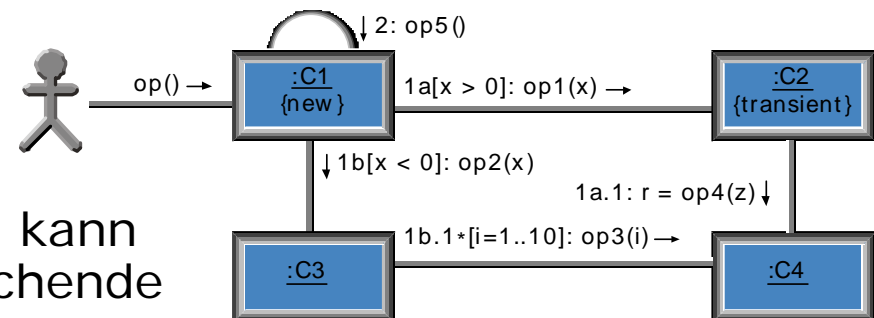 2: op5()
op()→
:C1
{new}
1a[x > 0]: op1(x) →
:C2
{transient}
↓1b[x < 0]: op2(x)
1a.1: r = op4(z)↓
kann
chende
1b.1*[i=1..10]: op3(i)→
:C3
:C4